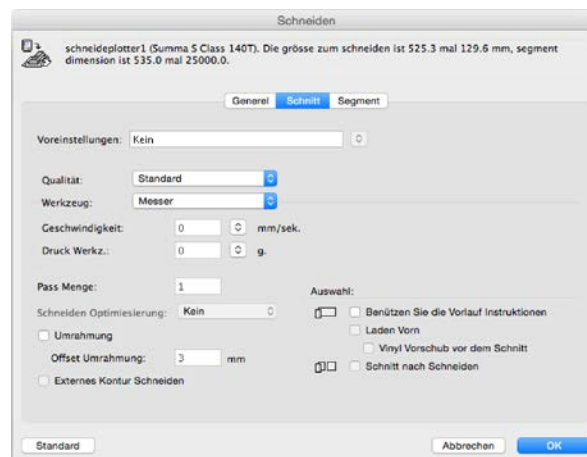 Schneiden
schneideplotter1 (Summa S Class 140T). Die grösse zum schneiden ist 525.3 mal 129.6 mm, segment
dimension ist 535.0 mal 25000.0.
Generel Schnitt Segment
Voreinstellungen: Kein
Qualität: Standard
Werkzeug: Messer
Geschwindigkeit: 0 mm/sek.
Druck Werkz.: 0 g.
Pass Menge: 1
Auswahl:
Schneiden Optimiesierung: Kein
Benützen Sie die Vorlauf Instruktionen
Umrahmung
Laden Vorn
Offset Umrahmung: 3 mm
Vinyl Vorschub vor dem Schnitt
Externes Kontur Schneiden
Schnitt nach Schneiden
Standard Abbrechen OK